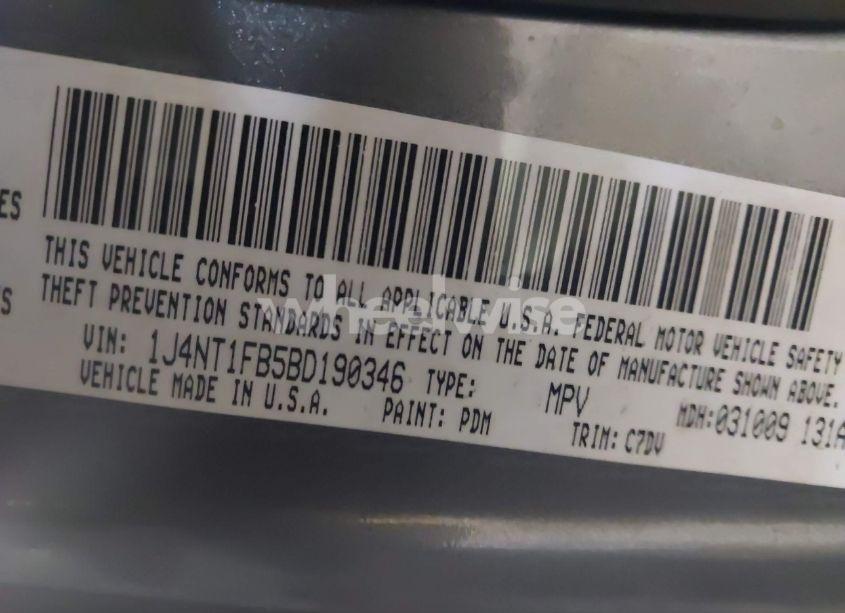 ES
S
THIS VEHICLE CONFORMS TO ALL APPLICABLE U.S.A. FEDERAL MOTOR VEHICLE SAFETY
THEFT PREVENTION STANDARDS IN EFFECT ON THE DATE OF MANUFACTURE SHOWN ABOVE.
VIN: 1J4NT1FB5BD190346 TYPE: MPV MDH:031009 131A
VEHICLE MADE IN U.S.A. PAINT: PDM TRIM: C7DV
wheelwise